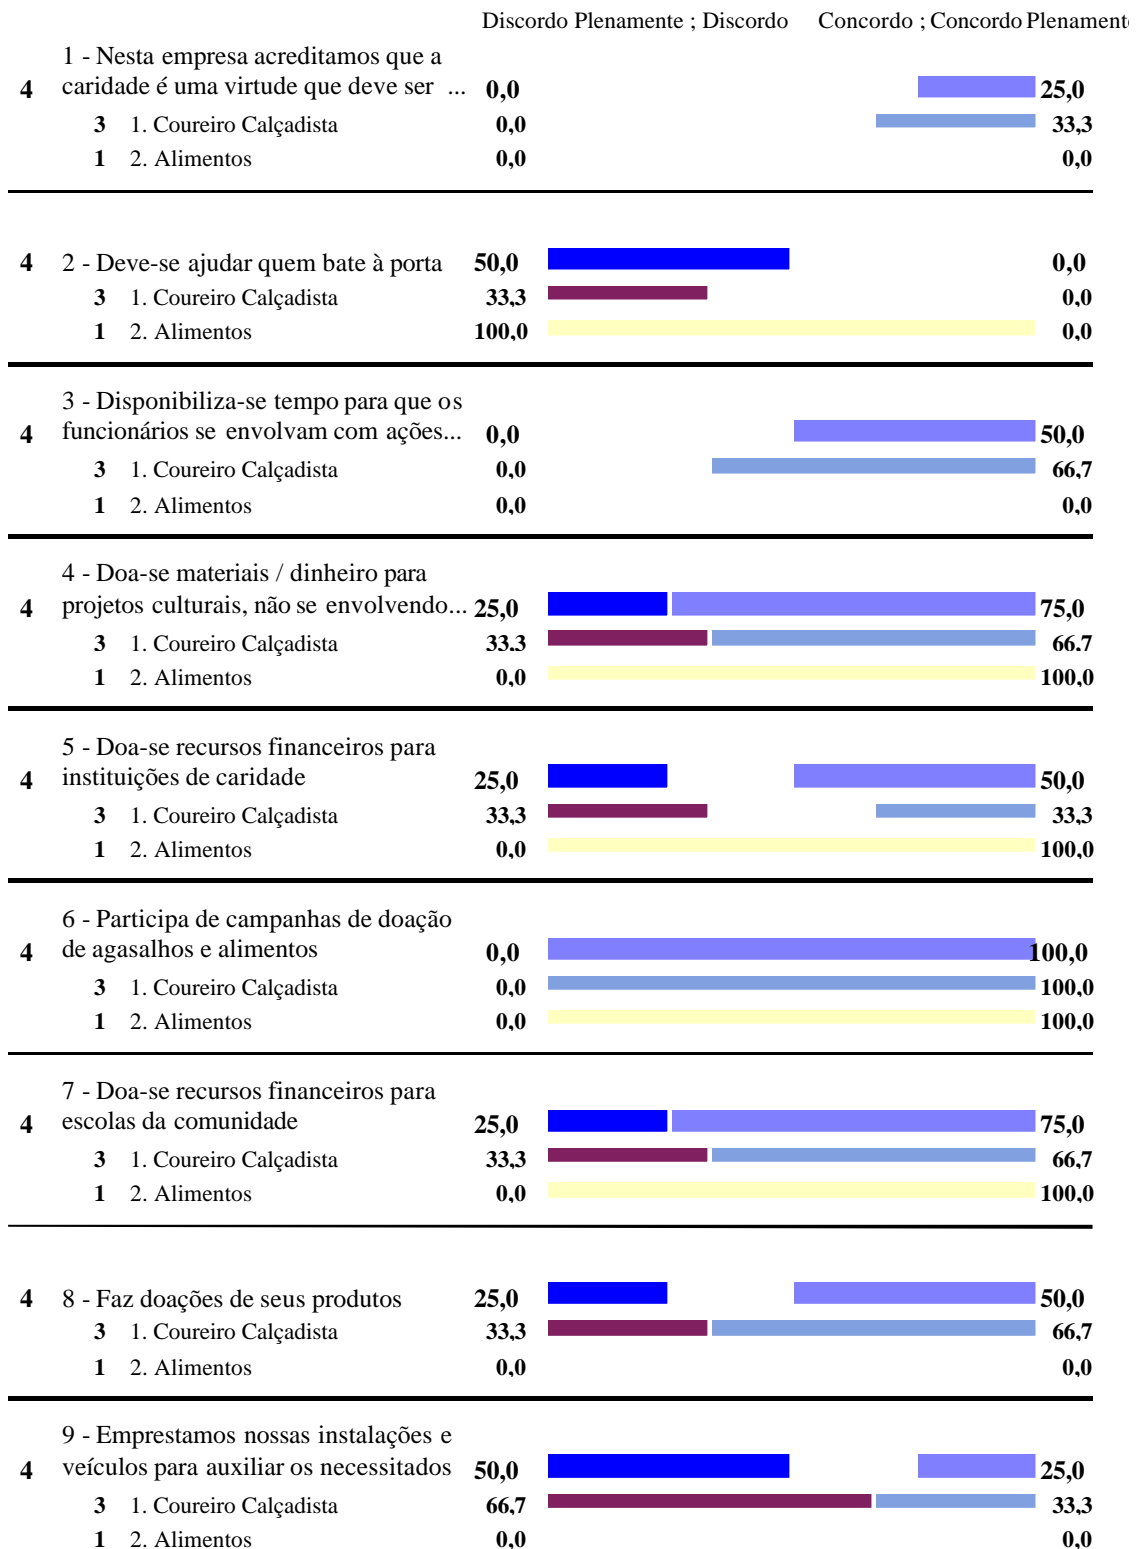 Discordo Plenamente ; Discordo Concordo ; Concordo Plenament
1 - Nesta empresa acreditamos que a
4 caridade é uma virtude que deve ser ... 0,0 25,0
3 1. Coureiro Calçadista 0,0 33,3
1 2. Alimentos 0,0 0,0
4 2 - Deve-se ajudar quem bate à porta 50,0 0,0
3 1. Coureiro Calçadista 33,3 0,0
1 2. Alimentos 100,0 0,0
3 - Disponibiliza-se tempo para que os
4 funcionários se envolvam com ações... 0,0 50,0
3 1. Coureiro Calçadista 0,0 66,7
1 2. Alimentos 0,0 0,0
4 - Doa-se materiais / dinheiro para
4 projetos culturais, não se envolvendo... 25,0 75,0
3 1. Coureiro Calçadista 33,3 66,7
1 2. Alimentos 0,0 100,0
5 - Doa-se recursos financeiros para
4 instituições de caridade 25,0 50,0
3 1. Coureiro Calçadista 33,3 33,3
1 2. Alimentos 0,0 100,0
6 - Participa de campanhas de doação
4 de agasalhos e alimentos 0,0 100,0
3 1. Coureiro Calçadista 0,0 100,0
1 2. Alimentos 0,0 100,0
7 - Doa-se recursos financeiros para
4 escolas da comunidade 25,0 75,0
3 1. Coureiro Calçadista 33,3 66,7
1 2. Alimentos 0,0 100,0
4 8 - Faz doações de seus produtos 25,0 50,0
3 1. Coureiro Calçadista 33,3 66,7
1 2. Alimentos 0,0 0,0
9 - Emprestamos nossas instalações e
4 veículos para auxiliar os necessitados 50,0 25,0
3 1. Coureiro Calçadista 66,7 33,3
1 2. Alimentos 0,0 0,0